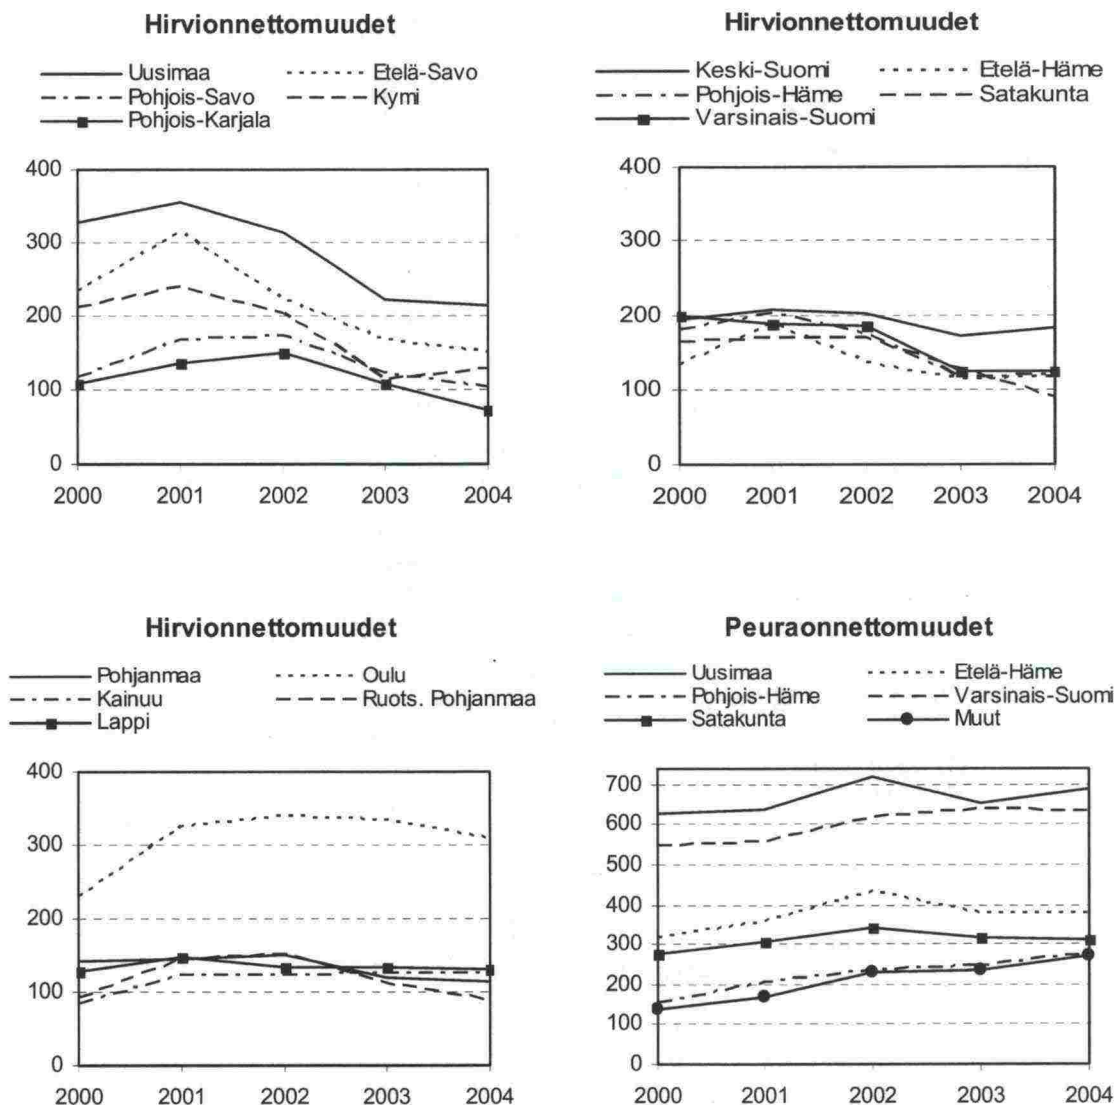 Hirvionnettomuudet
Uusimaa Etelä-Savo
Pohjois-Savo Kymi
Pohjois-Karjala
400
300
200
100
0
2000 2001 2002 2003 2004
Hirvionnettomuudet
Keski-Suomi Etelä-Häme
Pohjois-Häme Satakunta
Varsinais-Suomi
400
300
200
100
0
2000 2001 2002 2003 2004
Hirvionnettomuudet
Pohjanmaa Oulu
Kainuu Ruots. Pohjanmaa
Lappi
400
300
200
100
0
2000 2001 2002 2003 2004
Peuraonnettomuudet
Uusimaa Etelä-Häme
Pohjois-Häme Varsinais-Suomi
Satakunta Muut
700
600
500
400
300
200
100
0
2000 2001 2002 2003 2004